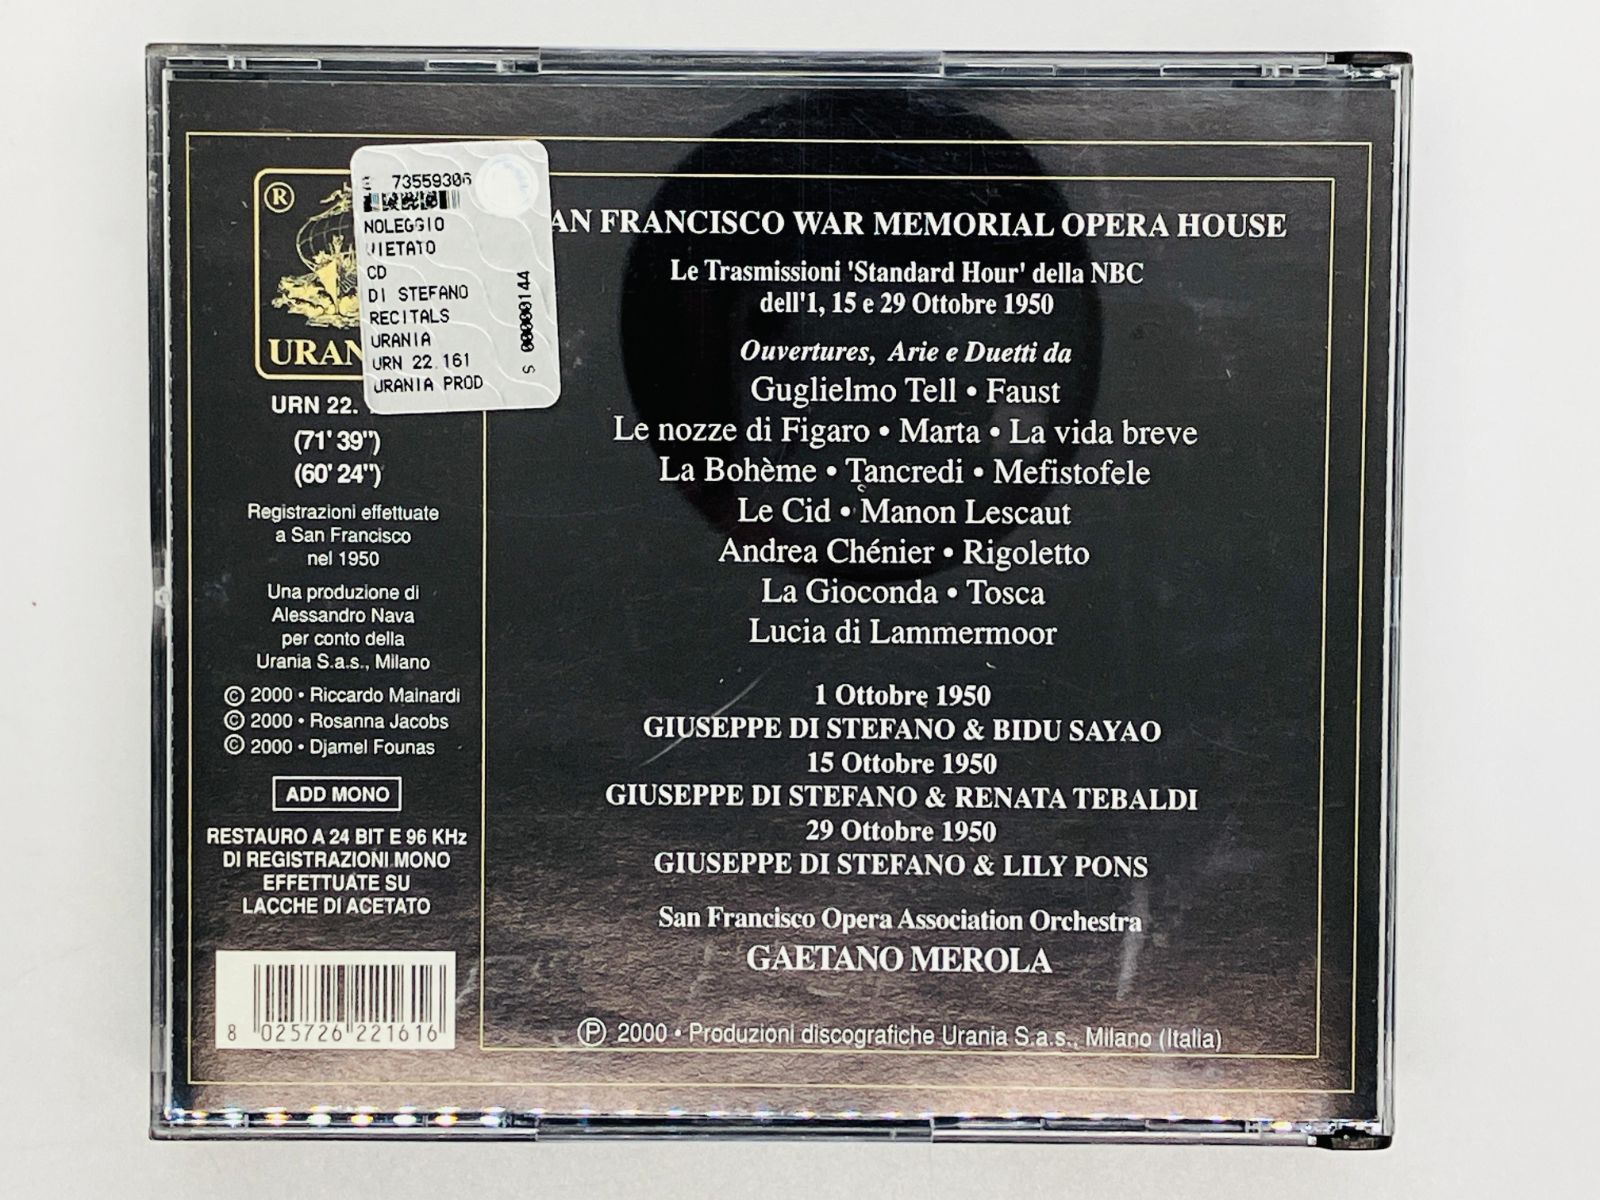 ®
URAN
URN 22.
(71' 39")
(60' 24")
Registrazioni effettuate
a San Francisco
nel 1950
Una produzione di
Alessandro Nava
per conto della
Urania S.a.s., Milano
© 2000 • Riccardo Mainardi
© 2000 • Rosanna Jacobs
© 2000 • Djamel Founas
ADD MONO
RESTAURO A 24 BIT E 96 KHz
DI REGISTRAZIONI MONO
EFFETTUATE SU
LACCHE DI ACETATO
8 025726 221616
73559306
NOLEGGIO
VIETATO
CD
DI STEFANO
RECITALS
URANIA
URN 22.161
URANIA PROD
S 00000144
AN FRANCISCO WAR MEMORIAL OPERA HOUSE
Le Trasmissioni 'Standard Hour' della NBC
dell'1, 15 e 29 Ottobre 1950
Ouvertures, Arie e Duetti da
Guglielmo Tell • Faust
Le nozze di Figaro • Marta • La vida breve
La Bohème • Tancredi • Mefistofele
Le Cid • Manon Lescaut
Andrea Chénier • Rigoletto
La Gioconda • Tosca
Lucia di Lammermoor
1 Ottobre 1950
GIUSEPPE DI STEFANO & BIDU SAYAO
15 Ottobre 1950
GIUSEPPE DI STEFANO & RENATA TEBALDI
29 Ottobre 1950
GIUSEPPE DI STEFANO & LILY PONS
San Francisco Opera Association Orchestra
GAETANO MEROLA
℗ 2000 • Produzioni discografiche Urania S.a.s., Milano (Italia)